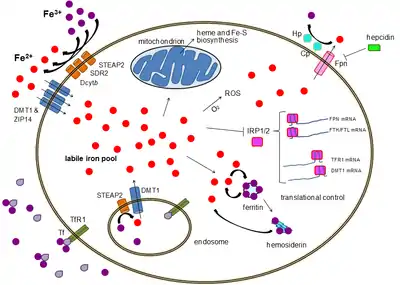 Fe³⁺
Hp
Cp
hepcidin
Fpn
heme and Fe-S
biosynthesis
mitochondrion
Fe²⁺
STEAP2
SDR2
Dcytb
DMT1 &
ZIP14
ROS
O²
FPN mRNA
FTH/FTL mRNA
IRP1/2
TFR1 mRNA
DMT1 mRNA
labile iron pool
translational control
STEAP2
DMT1
ferritin
TfR1
Tf
endosome
hemosiderin